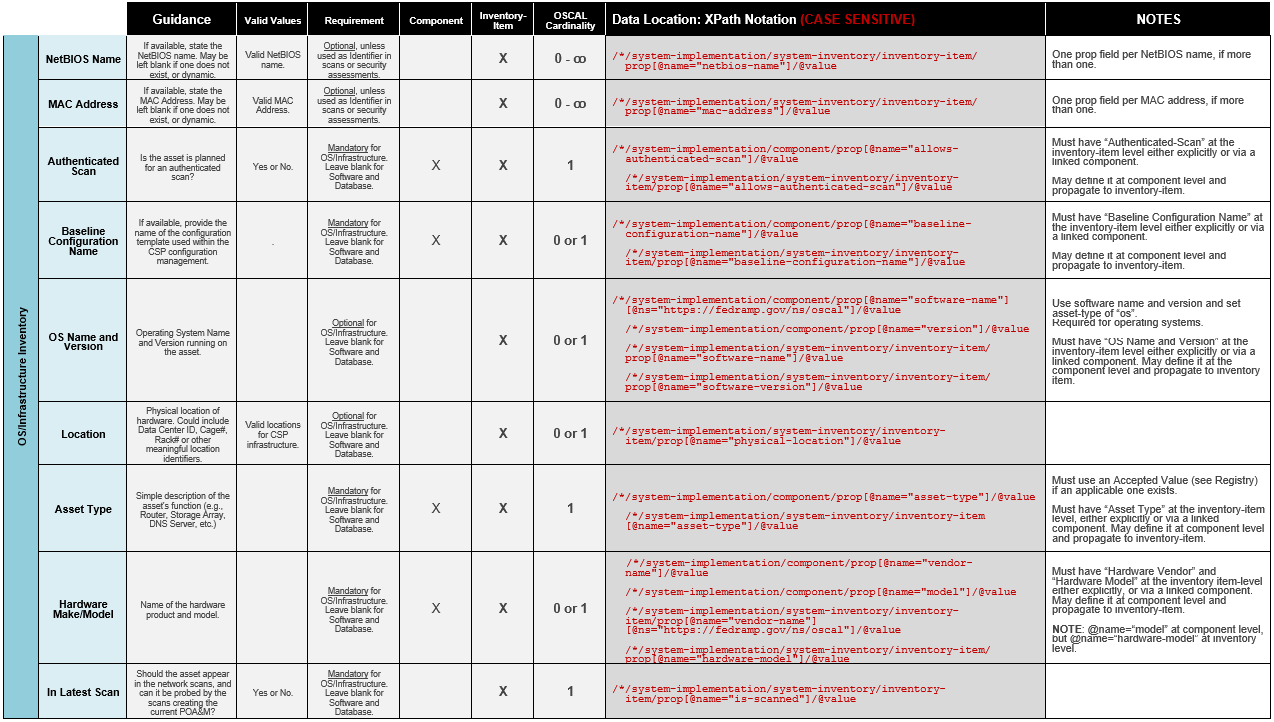 Guidance
Valid Values
Requirement
Component
Inventory-
Item
OSCAL
Cardinality
Data Location: XPath Notation (CASE SENSITIVE)
NOTES
OS/Infrastructure Inventory
NetBIOS Name
If available, state the
NetBIOS name. May be
left blank if one does not
exist, or dynamic.
Valid NetBIOS
name.
Optional, unless
used as Identifier in
scans or security
assessments.
X
0 - ∞
/*/system-implementation/system-inventory/inventory-item/
prop[@name="netbios-name"]/@value
One prop field per NetBIOS name, if more
than one.
MAC Address
If available, state the
MAC Address. May be
left blank if one does not
exist, or dynamic.
Valid MAC
Address.
Optional, unless
used as Identifier in
scans or security
assessments.
X
0 - ∞
/*/system-implementation/system-inventory/inventory-item/
prop[@name="mac-address"]/@value
One prop field per MAC address, if more
than one.
Authenticated
Scan
Is the asset is planned
for an authenticated
scan?
Yes or No.
Mandatory for
OS/Infrastructure.
Leave blank for
Software and
Database.
X
X
1
/*/system-implementation/component/prop[@name="allows-
authenticated-scan"]/@value
/*/system-implementation/system-inventory/inventory-
item/prop[@name="allows-authenticated-scan"]/@value
Must have “Authenticated-Scan” at the
inventory-item level either explicitly or via a
linked component.
May define it at component level and
propagate to inventory-item.
Baseline
Configuration
Name
If available, provide the
name of the configuration
template used within the
CSP configuration
management.
.
Mandatory for
OS/Infrastructure.
Leave blank for
Software and
Database.
X
X
0 or 1
/*/system-implementation/component/prop[@name="baseline-
configuration-name"]/@value
/*/system-implementation/system-inventory/inventory-
item/prop[@name="baseline-configuration-name"]/@value
Must have “Baseline Configuration Name” at
the inventory-item level either explicitly or via
a linked component.
May define it at component level and
propagate to inventory-item.
OS Name and
Version
Operating System Name
and Version running on
the asset.
Optional for
OS/Infrastructure.
Leave blank for
Software and
Database.
X
0 or 1
/*/system-implementation/component/prop[@name="software-name"]
[@ns="https://fedramp.gov/ns/oscal"]/@value
/*/system-implementation/component/prop[@name="version"]/@value
/*/system-implementation/system-inventory/inventory-item/
prop[@name="software-name"]/@value
/*/system-implementation/system-inventory/inventory-item/
prop[@name="software-version"]/@value
Use software name and version and set
asset-type of “os”.
Required for operating systems.
Must have “OS Name and Version” at the
inventory-item level either explicitly or via a
linked component. May define it at the
component level and propagate to inventory
item.
Location
Physical location of
hardware. Could include
Data Center ID, Cage#,
Rack# or other
meaningful location
identifiers.
Valid locations
for CSP
infrastructure.
Optional for
OS/Infrastructure.
Leave blank for
Software and
Database.
X
0 or 1
/*/system-implementation/system-inventory/inventory-
item/prop[@name="physical-location"]/@value
Asset Type
Simple description of the
asset's function (e.g.,
Router, Storage Array,
DNS Server, etc.)
Mandatory for
OS/Infrastructure.
Leave blank for
Software and
Database.
X
X
1
/*/system-implementation/component/prop[@name="asset-type"]/@value
/*/system-implementation/system-inventory/inventory-item
[@name="asset-type"]/@value
Must use an Accepted Value (see Registry)
if an applicable one exists.
Must have “Asset Type” at the inventory-item
level, either explicitly or via a linked
component. May define it at component level
and propagate to inventory-item.
Hardware
Make/Model
Name of the hardware
product and model.
Mandatory for
OS/Infrastructure.
Leave blank for
Software and
Database.
X
X
0 or 1
/*/system-implementation/component/prop[@name="vendor-
name"]/@value
/*/system-implementation/component/prop[@name="model"]/@value
/*/system-implementation/system-inventory/inventory-
item/prop[@name="vendor-name"]
[@ns="https://fedramp.gov/ns/oscal"]/@value
/*/system-implementation/system-inventory/inventory-item/
prop[@name="hardware-model"]/@value
Must have “Hardware Vendor” and
“Hardware Model” at the inventory item-level
either explicitly, or via a linked component.
May define it at component level and
propagate to inventory-item.
NOTE: @name=“model” at component level,
but @name=“hardware-model” at inventory
level.
In Latest Scan
Should the asset appear
in the network scans, and
can it be probed by the
scans creating the
current POA&M?
Yes or No.
Mandatory for
OS/Infrastructure.
Leave blank for
Software and
Database.
X
1
/*/system-implementation/system-inventory/inventory-
item/prop[@name="is-scanned"]/@value